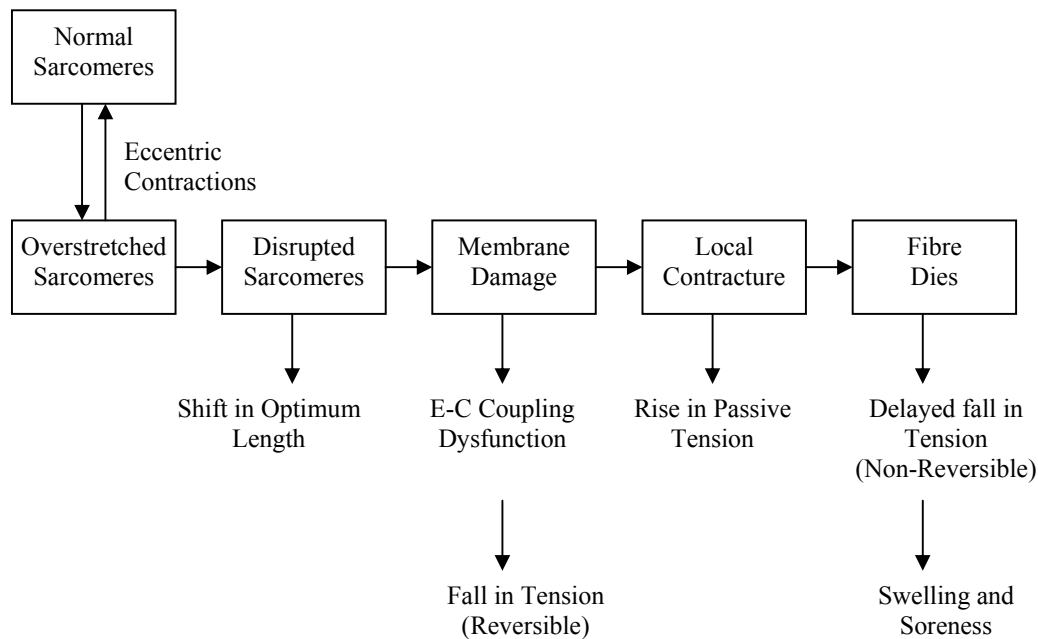 Normal
Sarcomeres
Eccentric
Contractions
Overstretched
Sarcomeres
Disrupted
Sarcomeres
Membrane
Damage
Local
Contracture
Fibre
Dies
Shift in Optimum
Length
E-C Coupling
Dysfunction
Rise in Passive
Tension
Delayed fall in
Tension
(Non-Reversible)
Fall in Tension
(Reversible)
Swelling and
Soreness